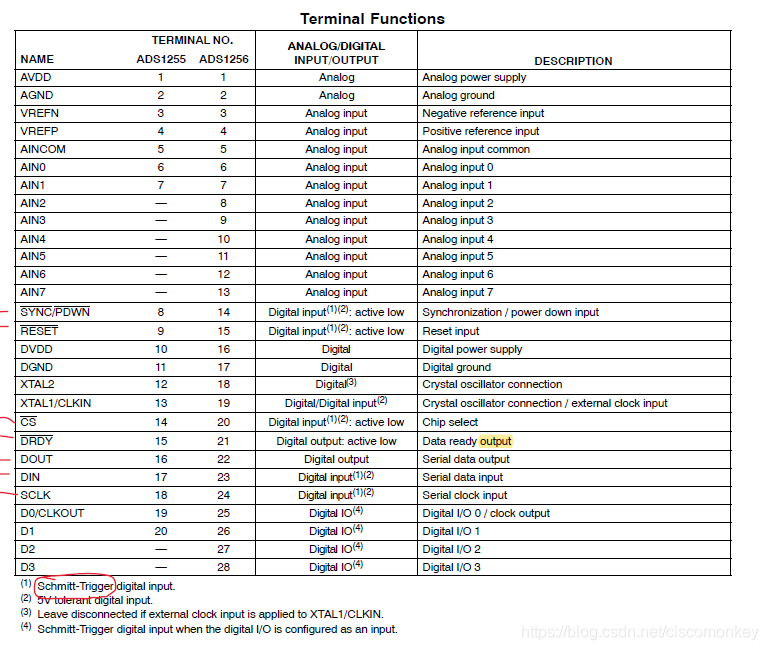 Terminal Functions
TERMINAL NO.
ANALOG/DIGITAL
NAME ADS1255 ADS1256 INPUT/OUTPUT DESCRIPTION
AVDD 1 1 Analog Analog power supply
AGND 2 2 Analog Analog ground
VREFN 3 3 Analog input Negative reference input
VREFP 4 4 Analog input Positive reference input
AINCOM 5 5 Analog input Analog input common
AIN0 6 6 Analog input Analog input 0
AIN1 7 7 Analog input Analog input 1
AIN2 — 8 Analog input Analog input 2
AIN3 — 9 Analog input Analog input 3
AIN4 — 10 Analog input Analog input 4
AIN5 — 11 Analog input Analog input 5
AIN6 — 12 Analog input Analog input 6
AIN7 — 13 Analog input Analog input 7
SYNC/PDWN 8 14 Digital input(1)(2): active low Synchronization / power down input
RESET 9 15 Digital input(1)(2): active low Reset input
DVDD 10 16 Digital Digital power supply
DGND 11 17 Digital Digital ground
XTAL2 12 18 Digital(3) Crystal oscillator connection
XTAL1/CLKIN 13 19 Digital/Digital input(2) Crystal oscillator connection / external clock input
CS 14 20 Digital input(1)(2): active low Chip select
DRDY 15 21 Digital output: active low Data ready output
DOUT 16 22 Digital output Serial data output
DIN 17 23 Digital input(1)(2) Serial data input
SCLK 18 24 Digital input(1)(2) Serial clock input
D0/CLKOUT 19 25 Digital IO(4) Digital I/O 0 / clock output
D1 20 26 Digital IO(4) Digital I/O 1
D2 — 27 Digital IO(4) Digital I/O 2
D3 — 28 Digital IO(4) Digital I/O 3
(1) Schmitt-Trigger digital input.
(2) 5V tolerant digital input.
(3) Leave disconnected if external clock input is applied to XTAL1/CLKIN.
(4) Schmitt-Trigger digital input when the digital I/O is configured as an input.
https://blog.csdn.net/ciscomonkey